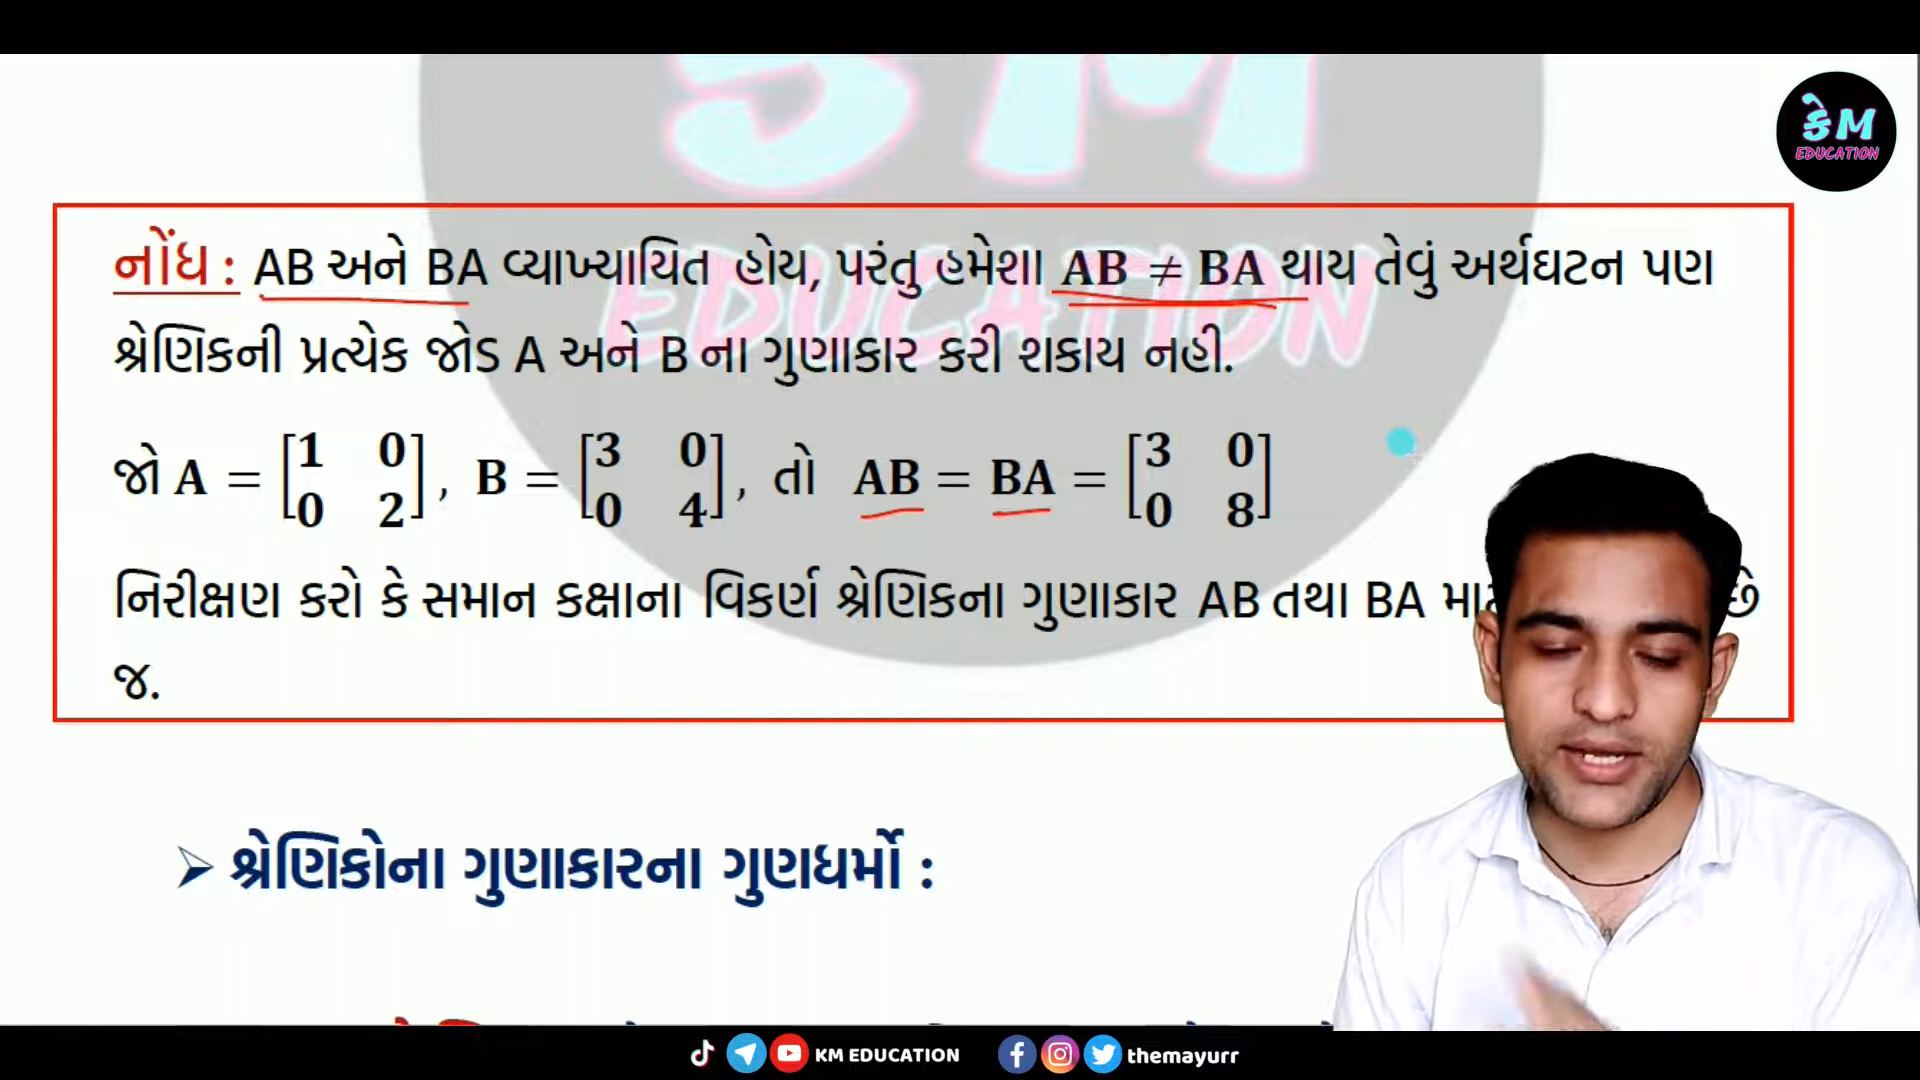 કેM
EDUCATION
EDUCATION
નોંધ : AB અને BA વ્યાખ્યાયિત હોય, પરંતુ હમેશા AB ≠ BA થાય તેવું અર્થઘટન પણ
શ્રેણિકની પ્રત્યેક જોડ A અને B ના ગુણાકાર કરી શકાય નહી.
જો A = [1 0 0 2], B = [3 0 0 4], તો AB = BA = [3 0 0 8]
નિરીક્ષણ કરો કે સમાન કક્ષાના વિકર્ણ શ્રેણિકના ગુણાકાર AB તથા BA છે
જ.
➢ શ્રેણિકોના ગુણાકારના ગુણધર્મો :
KM EDUCATION themayurr